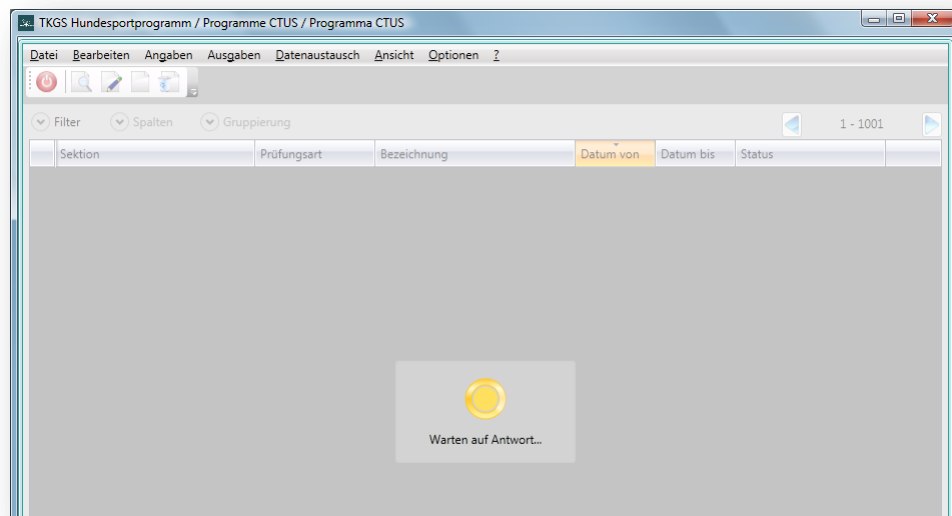 TKGS Hundesportprogramm / Programme CTUS / Programma CTUS
Datei Bearbeiten Angaben Ausgaben Datenaustausch Ansicht Optionen ?
Filter Spalten Gruppierung 1 - 1001
Sektion Prüfungsart Bezeichnung Datum von Datum bis Status
Warten auf Antwort...